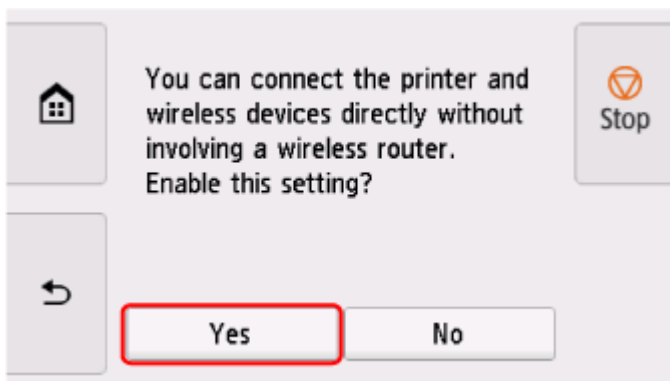 You can connect the printer and
wireless devices directly without
involving a wireless router.
Enable this setting?
Stop
Yes
No